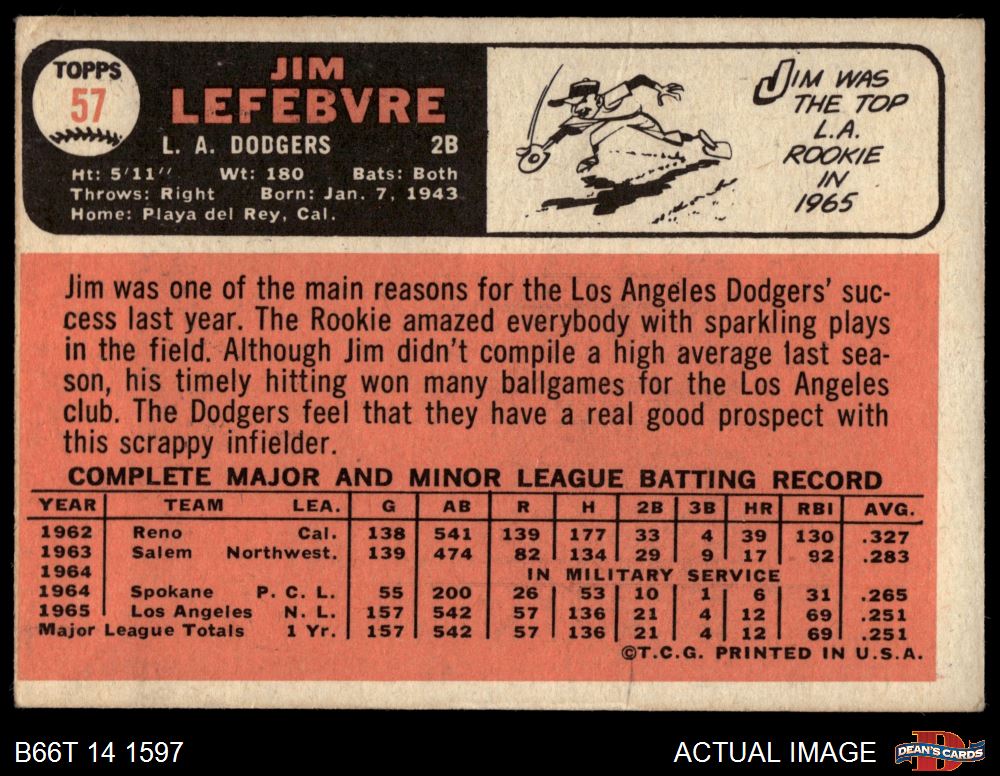 TOPPS
57
JIM
LEFEBVRE
L. A. DODGERS 2B
Ht: 5'11" Wt: 180 Bats: Both
Throws: Right Born: Jan. 7, 1943
Home: Playa del Rey, Cal.
JIM WAS
THE TOP
L.A.
ROOKIE
IN
1965
Jim was one of the main reasons for the Los Angeles Dodgers' suc-
cess last year. The Rookie amazed everybody with sparkling plays
in the field. Although Jim didn't compile a high average last sea-
son, his timely hitting won many ballgames for the Los Angeles
club. The Dodgers feel that they have a real good prospect with
this scrappy infielder.
COMPLETE MAJOR AND MINOR LEAGUE BATTING RECORD
YEAR TEAM LEA. G AB R H 2B 3B HR RBI AVG.
1962 Reno Cal. 138 541 139 177 33 4 39 130 .327
1963 Salem Northwest. 139 474 82 134 29 9 17 92 .283
1964 IN MILITARY SERVICE
1964 Spokane P. C. L. 55 200 26 53 10 1 6 31 .265
1965 Los Angeles N. L. 157 542 57 136 21 4 12 69 .251
Major League Totals 1 Yr. 157 542 57 136 21 4 12 69 .251
©T.C.G. PRINTED IN U.S.A.
B66T 14 1597 ACTUAL IMAGE DEAN'S CARDS